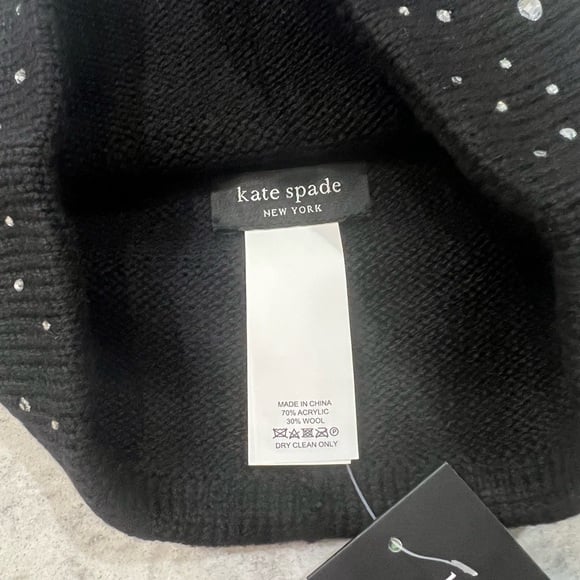 kate spade
NEW YORK
MADE IN CHINA
70% ACRYLIC
30% WOOL
DRY CLEAN ONLY